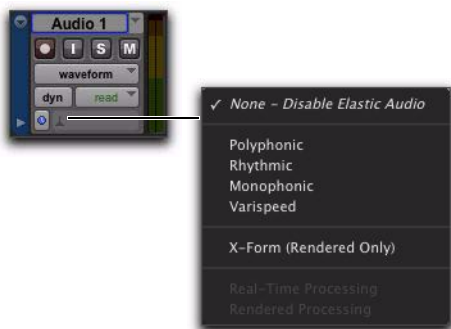 Audio 1
I S M
waveform
dyn read
✓ None – Disable Elastic Audio
Polyphonic
Rhythmic
Monophonic
Varispeed
X-Form (Rendered Only)
Real-Time Processing
Rendered Processing